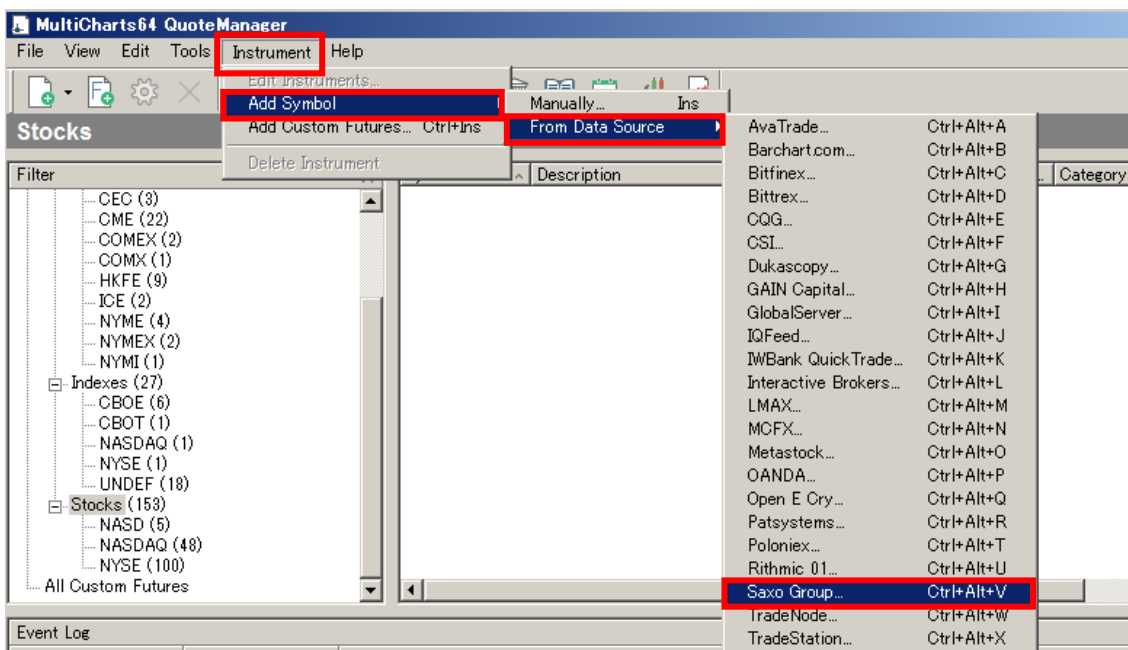 MultiCharts64 QuoteManager
File View Edit Tools Instrument Help
Edit Instruments...
Add Symbol
Add Custom Futures... Ctrl+Ins
Delete Instrument
Manually... Ins
From Data Source
AvaTrade... Ctrl+Alt+A
Barchart.com... Ctrl+Alt+B
Bitfinex... Ctrl+Alt+C
Bittrex... Ctrl+Alt+D
CQG... Ctrl+Alt+E
CSI... Ctrl+Alt+F
Dukascopy... Ctrl+Alt+G
GAIN Capital... Ctrl+Alt+H
GlobalServer... Ctrl+Alt+I
IQFeed... Ctrl+Alt+J
IWBank QuickTrade... Ctrl+Alt+K
Interactive Brokers... Ctrl+Alt+L
LMAX... Ctrl+Alt+M
MCFX... Ctrl+Alt+N
Metastock... Ctrl+Alt+O
OANDA... Ctrl+Alt+P
Open E Cry... Ctrl+Alt+Q
Patsystems... Ctrl+Alt+R
Poloniex... Ctrl+Alt+T
Rithmic 01... Ctrl+Alt+U
Saxo Group... Ctrl+Alt+V
TradeNode... Ctrl+Alt+W
TradeStation... Ctrl+Alt+X
Stocks
Filter
Description
Category
CEC (3)
CME (22)
COMEX (2)
COMX (1)
HKFE (9)
ICE (2)
NYME (4)
NYMEX (2)
NYMI (1)
Indexes (27)
CBOE (6)
CBOT (1)
NASDAQ (1)
NYSE (1)
UNDEF (18)
Stocks (153)
NASD (5)
NASDAQ (48)
NYSE (100)
All Custom Futures
Event Log